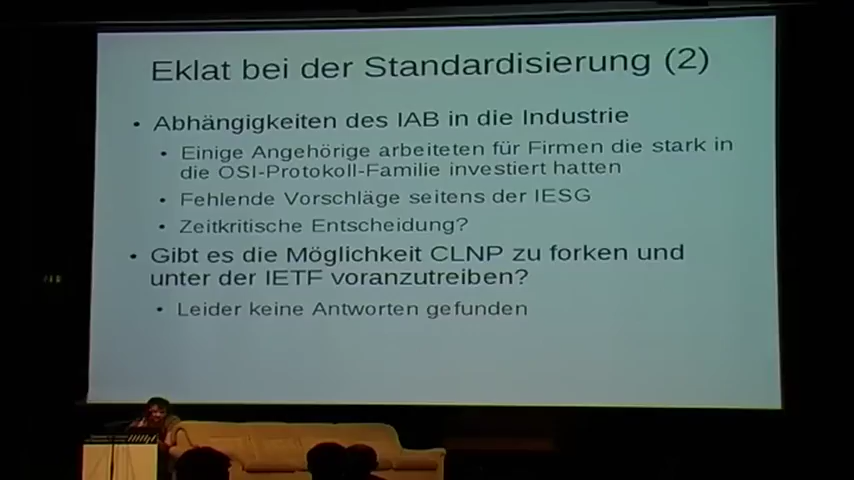 Eklat bei der Standardisierung (2)
• Abhängigkeiten des IAB in die Industrie
• Einige Angehörige arbeiteten für Firmen die stark in
die OSI-Protokoll-Familie investiert hatten
• Fehlende Vorschläge seitens der IESG
• Zeitkritische Entscheidung?
• Gibt es die Möglichkeit CLNP zu forken und
unter der IETF voranzutreiben?
• Leider keine Antworten gefunden